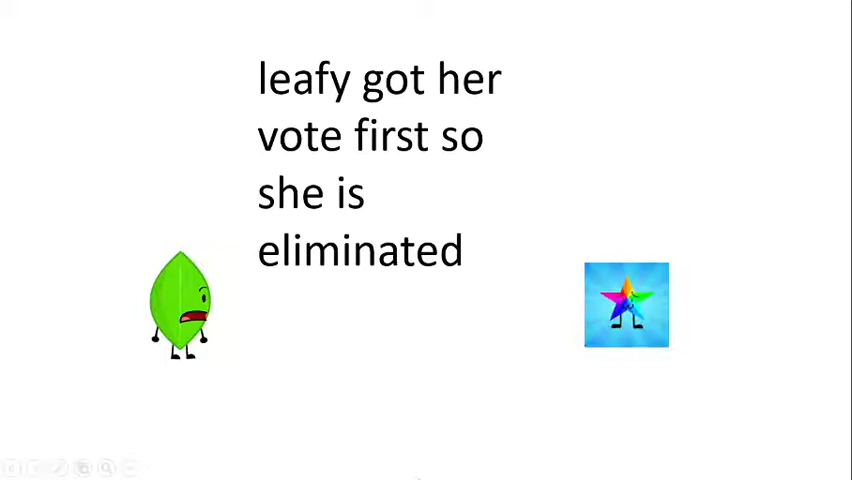 leafy got her
vote first so
she is
eliminated